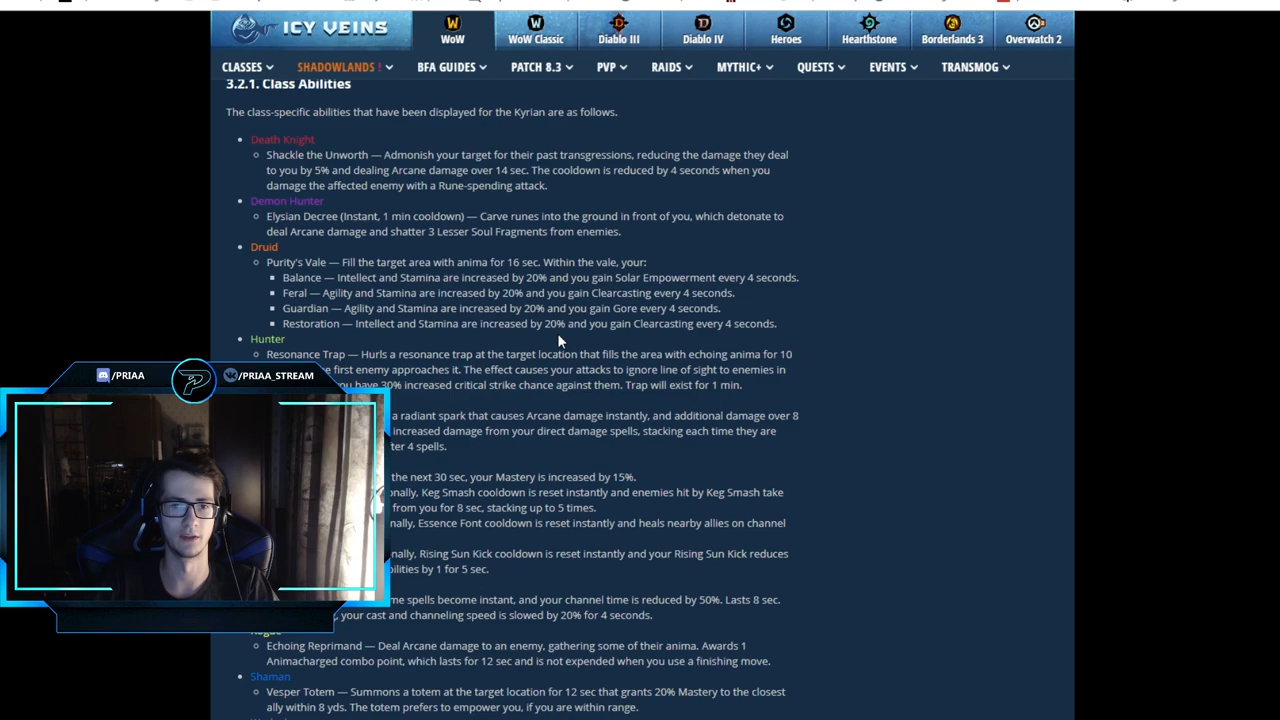 ICY VEINS
WoW
WoW Classic
Diablo III
Diablo IV
Heroes
Hearthstone
Borderlands 3
Overwatch 2
CLASSES
SHADOWLANDS !
BFA GUIDES
PATCH 8.3
PVP
RAIDS
MYTHIC+
QUESTS
EVENTS
TRANSMOG
3.2.1. Class Abilities
The class-specific abilities that have been displayed for the Kyrian are as follows.
Death Knight
Shackle the Unworth — Admonish your target for their past transgressions, reducing the damage they deal
to you by 5% and dealing Arcane damage over 14 sec. The cooldown is reduced by 4 seconds when you
damage the affected enemy with a Rune-spending attack.
Demon Hunter
Elysian Decree (Instant, 1 min cooldown) — Carve runes into the ground in front of you, which detonate to
deal Arcane damage and shatter 3 Lesser Soul Fragments from enemies.
Druid
Purity's Vale — Fill the target area with anima for 16 sec. Within the vale, your:
Balance — Intellect and Stamina are increased by 20% and you gain Solar Empowerment every 4 seconds.
Feral — Agility and Stamina are increased by 20% and you gain Clearcasting every 4 seconds.
Guardian — Agility and Stamina are increased by 20% and you gain Gore every 4 seconds.
Restoration — Intellect and Stamina are increased by 20% and you gain Clearcasting every 4 seconds.
Hunter
Resonance Trap — Hurls a resonance trap at the target location that fills the area with echoing anima for 10
the first enemy approaches it. The effect causes your attacks to ignore line of sight to enemies in
you have 30% increased critical strike chance against them. Trap will exist for 1 min.
a radiant spark that causes Arcane damage instantly, and additional damage over 8
increased damage from your direct damage spells, stacking each time they are
4 spells.
the next 30 sec, your Mastery is increased by 15%.
Keg Smash cooldown is reset instantly and enemies hit by Keg Smash take
from you for 8 sec, stacking up to 5 times.
Essence Font cooldown is reset instantly and heals nearby allies on channel
Rising Sun Kick cooldown is reset instantly and your Rising Sun Kick reduces
by 1 for 5 sec.
spells become instant, and your channel time is reduced by 50%. Lasts 8 sec.
your cast and channeling speed is slowed by 20% for 4 seconds.
Rogue
Echoing Reprimand — Deal Arcane damage to an enemy, gathering some of their anima. Awards 1
Animacharged combo point, which lasts for 12 sec and is not expended when you use a finishing move.
Shaman
Vesper Totem — Summons a totem at the target location for 12 sec that grants 20% Mastery to the closest
ally within 8 yds. The totem prefers to empower you, if you are within range.
/PRIAA
/PRIAA_STREAM